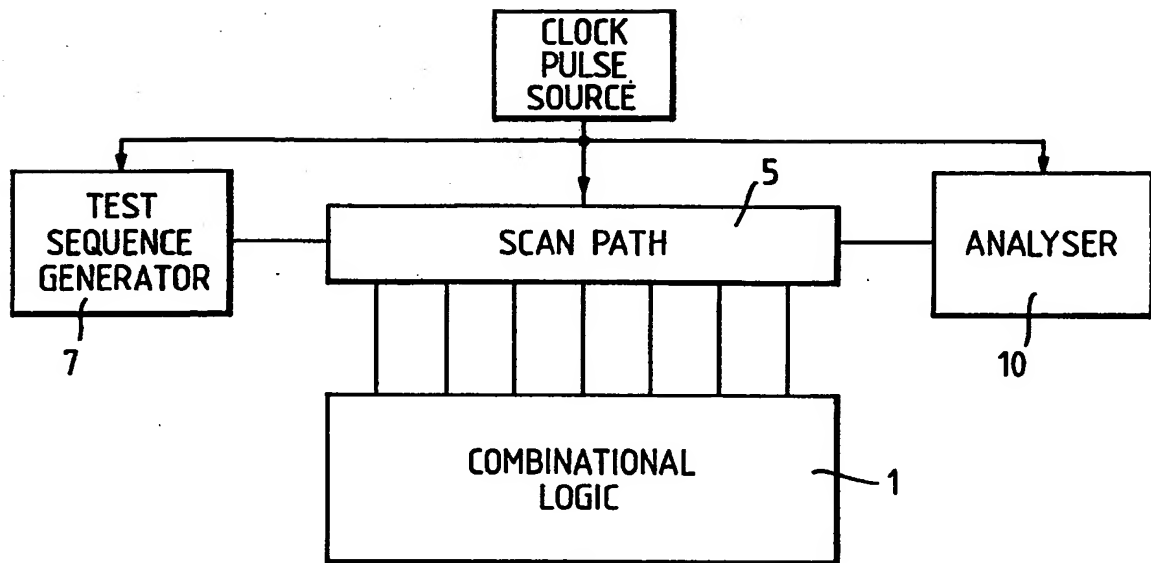 CLOCK
PULSE
SOURCE
TEST
SEQUENCE
GENERATOR
7
5
SCAN PATH
ANALYSER
10
COMBINATIONAL
LOGIC
1